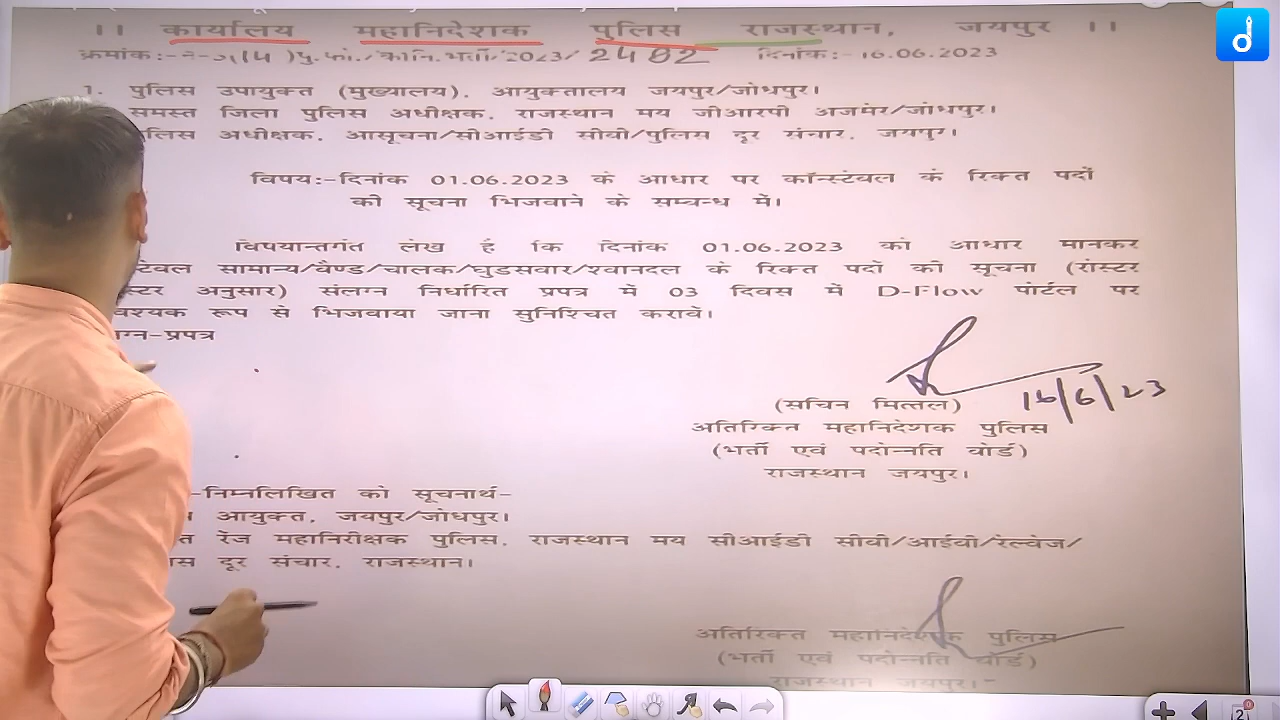 ।। कार्यालय महानिदेशक पुलिस राजस्थान, जयपुर ।।
क्रमांकः- पु.फो./कानि.भर्ती/2023/ 2482 दिनांकः- 16.06.2023
1. पुलिस उपायुक्त (मुख्यालय), आयुक्तालय जयपुर/जोधपुर।
समस्त जिला पुलिस अधीक्षक, राजस्थान मय जीआरपी अजमेर/जोधपुर।
पुलिस अधीक्षक, आसूचना/सीआईडी सीबी/पुलिस दूर संचार, जयपुर।
विषयः-दिनांक 01.06.2023 के आधार पर कॉन्स्टेबल के रिक्त पदों
की सूचना भिजवाने के सम्बन्ध में।
विषयान्तर्गत लेख है कि दिनांक 01.06.2023 को आधार मानकर
टेबल सामान्य/बैण्ड/चालक/घुडसवार/श्वानदल के रिक्त पदों की सूचना (रोस्टर
स्टर अनुसार) संलग्न निर्धारित प्रपत्र में 03 दिवस में D-Flow पोर्टल पर
वश्यक रूप से भिजवाया जाना सुनिश्चित करावें।
ग्न-प्रपत्र
16/6/23
(सचिन मित्तल)
अतिरिक्त महानिदेशक पुलिस
(भर्ती एवं पदोन्नति बोर्ड)
राजस्थान जयपुर।
-निम्नलिखित को सूचनार्थ-
आयुक्त, जयपुर/जोधपुर।
त रेंज महानिरीक्षक पुलिस, राजस्थान मय सीआईडी सीबी/आईबी/रेल्वेज/
स दूर संचार, राजस्थान।
अतिरिक्त महानिदेशक पुलिस
(भर्ती एवं पदोन्नति बोर्ड)
राजस्थान जयपुर।